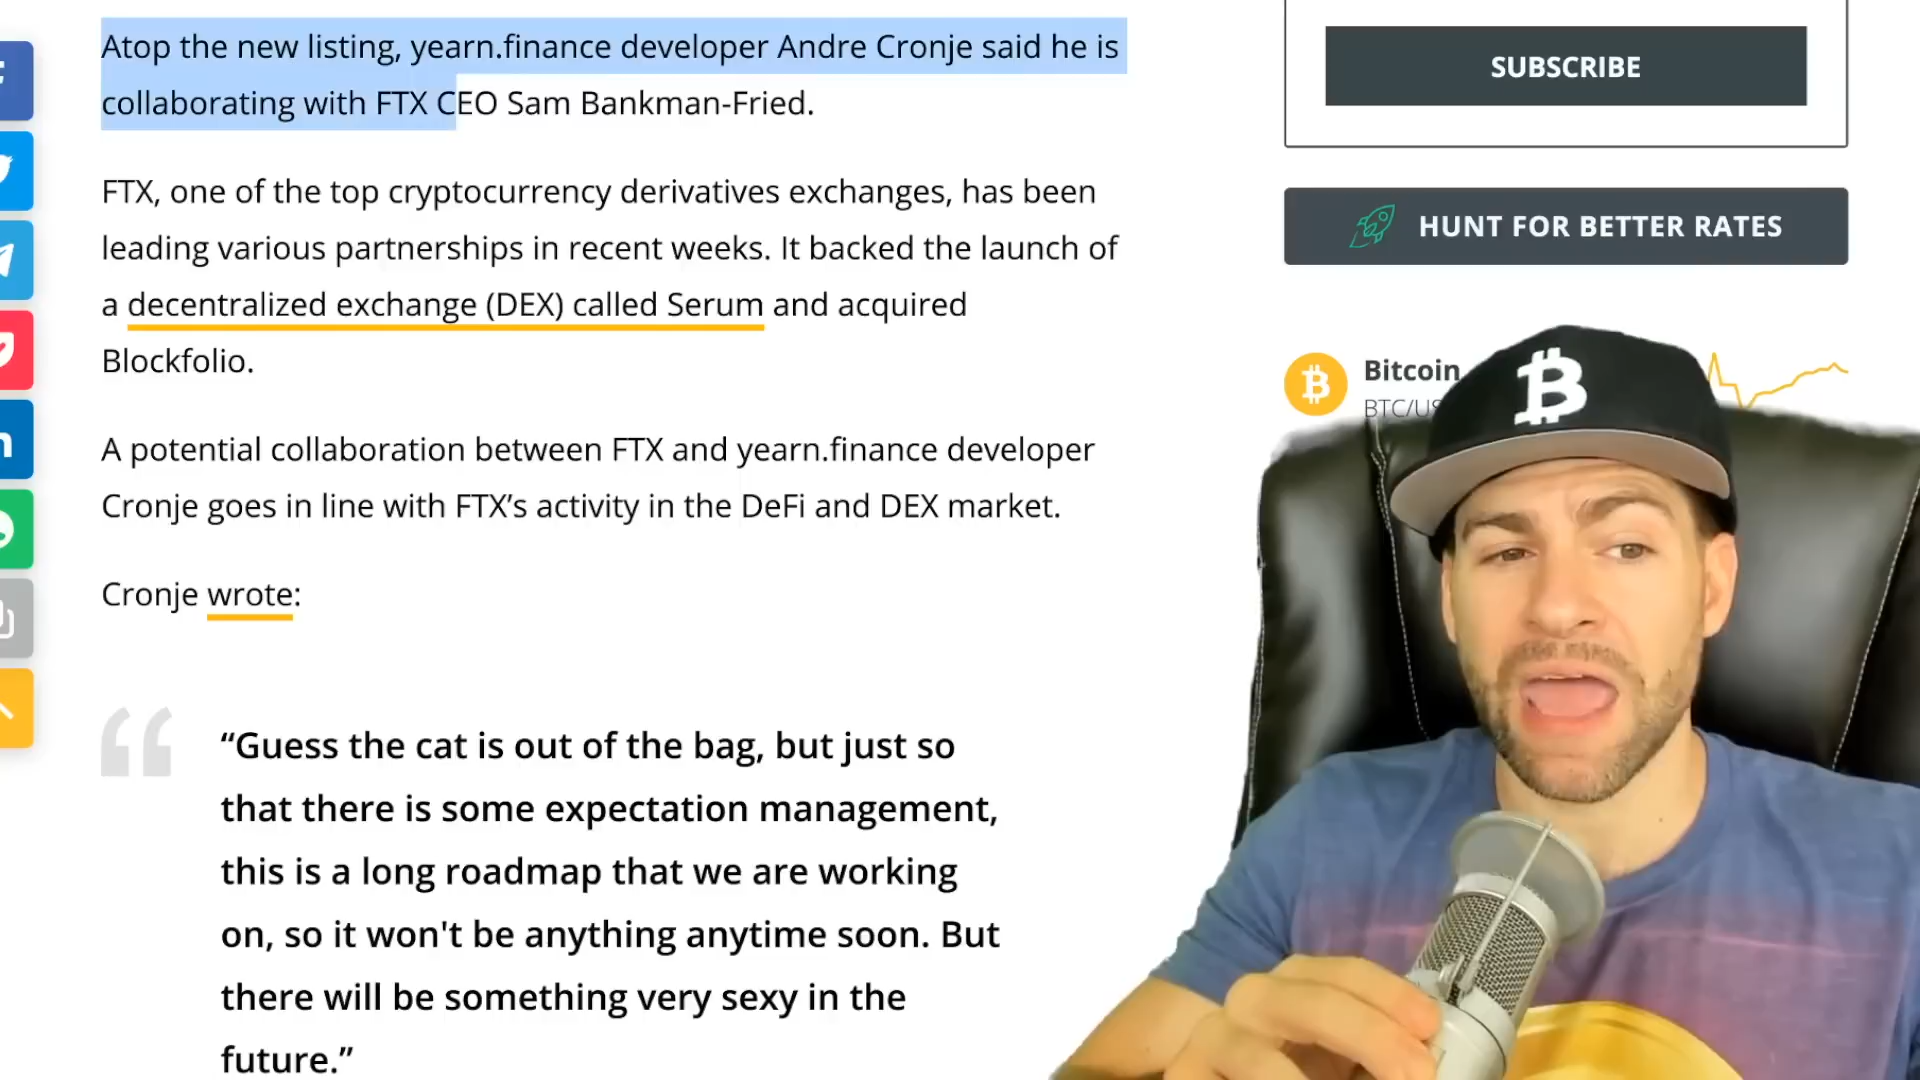 Atop the new listing, yearn.finance developer Andre Cronje said he is
collaborating with FTX CEO Sam Bankman-Fried.
FTX, one of the top cryptocurrency derivatives exchanges, has been
leading various partnerships in recent weeks. It backed the launch of
a decentralized exchange (DEX) called Serum and acquired
Blockfolio.
A potential collaboration between FTX and yearn.finance developer
Cronje goes in line with FTX’s activity in the DeFi and DEX market.
Cronje wrote:
“Guess the cat is out of the bag, but just so
that there is some expectation management,
this is a long roadmap that we are working
on, so it won't be anything anytime soon. But
there will be something very sexy in the
future.”
SUBSCRIBE
HUNT FOR BETTER RATES
Bitcoin
BTC/US